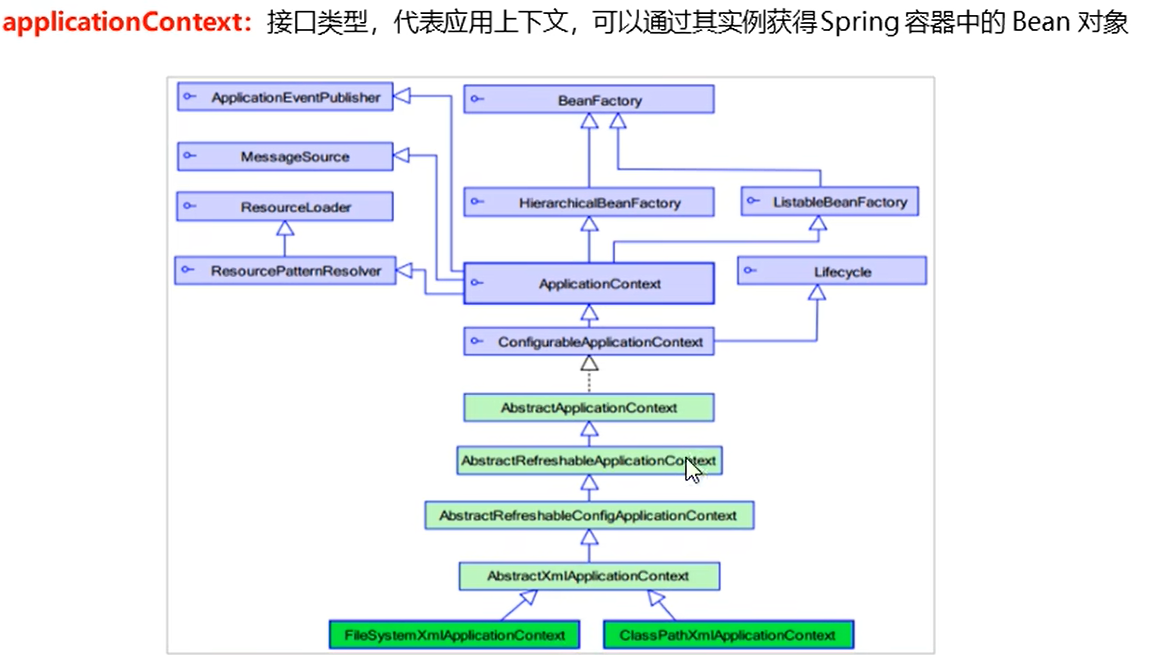 applicationContext：接口类型，代表应用上下文，可以通过其实例获得Spring 容器中的 Bean 对象
ApplicationEventPublisher
BeanFactory
MessageSource
ResourceLoader
HierarchicalBeanFactory
ListableBeanFactory
ResourcePatternResolver
ApplicationContext
Lifecycle
ConfigurableApplicationContext
AbstractApplicationContext
AbstractRefreshableApplicationContext
AbstractRefreshableConfigApplicationContext
AbstractXmlApplicationContext
FileSystemXmlApplicationContext
ClassPathXmlApplicationContext